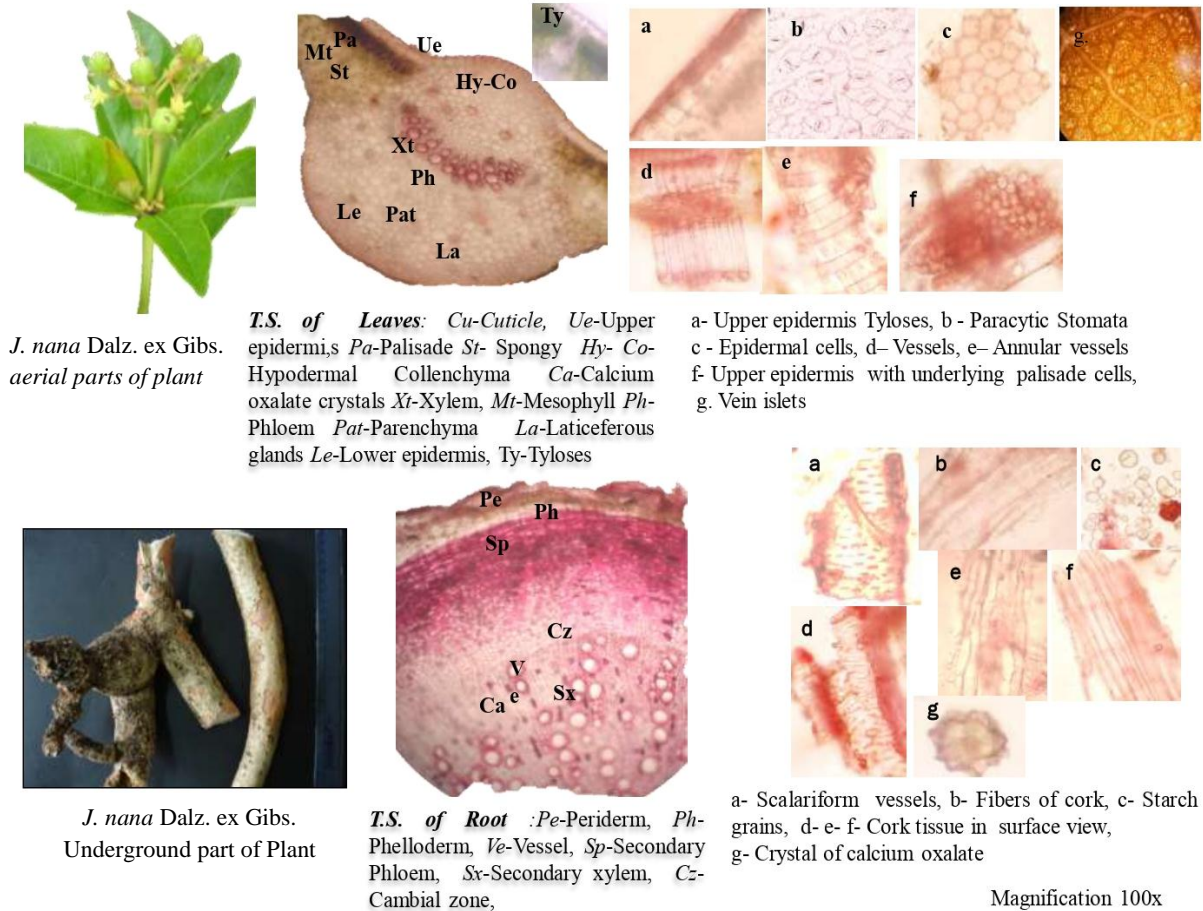 Ty
Pa
Mt
St
Ue
Hy-Co
Xt
Ph
Le
Pat
La
a
b
c
g.
d
e
f
J. nana Dalz. ex Gibs.
aerial parts of plant
T.S. of Leaves: Cu-Cuticle, Ue-Upper
epidermi,s Pa-Palisade St- Spongy Hy- Co-
Hypodermal Collenchyma Ca-Calcium
oxalate crystals Xt-Xylem, Mt-Mesophyll Ph-
Phloem Pat-Parenchyma La-Laticeferous
glands Le-Lower epidermis, Ty-Tyloses
a- Upper epidermis Tyloses, b - Paracytic Stomata
c - Epidermal cells, d– Vessels, e– Annular vessels
f- Upper epidermis with underlying palisade cells,
g. Vein islets
Pe
Ph
Sp
Cz
V
e
Ca
Sx
a
b
c
e
f
d
g
J. nana Dalz. ex Gibs.
Underground part of Plant
T.S. of Root :Pe-Periderm, Ph-
Phelloderm, Ve-Vessel, Sp-Secondary
Phloem, Sx-Secondary xylem, Cz-
Cambial zone,
a- Scalariform vessels, b- Fibers of cork, c- Starch
grains, d- e- f- Cork tissue in surface view,
g- Crystal of calcium oxalate
Magnification 100x